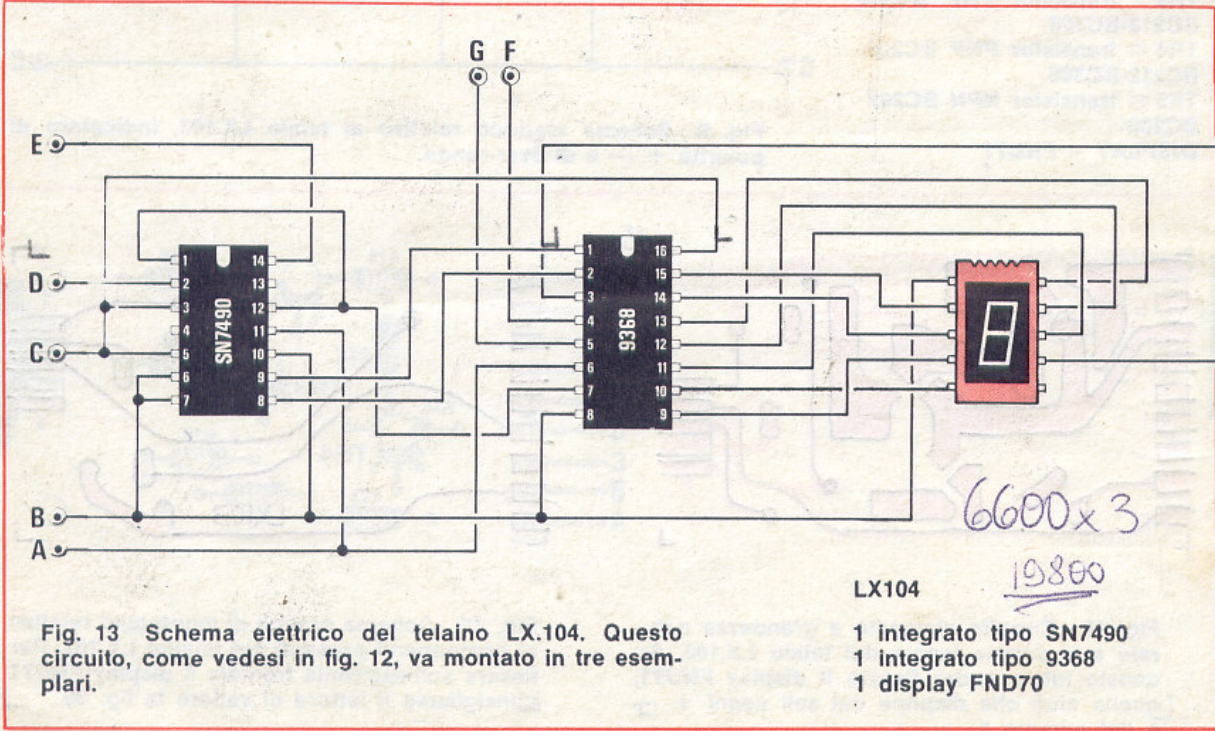 G F
E
D
C
B
A
1 14
2 13
3 12
4 11
5 10
6 9
7 8
SN7490
1 16
2 15
3 14
4 13
5 12
6 11
7 10
8 9
9368
6600 x 3
19800
LX104
1 integrato tipo SN7490
1 integrato tipo 9368
1 display FND70
Fig. 13 Schema elettrico del telaino LX.104. Questo
circuito, come vedesi in fig. 12, va montato in tre esem-
plari.